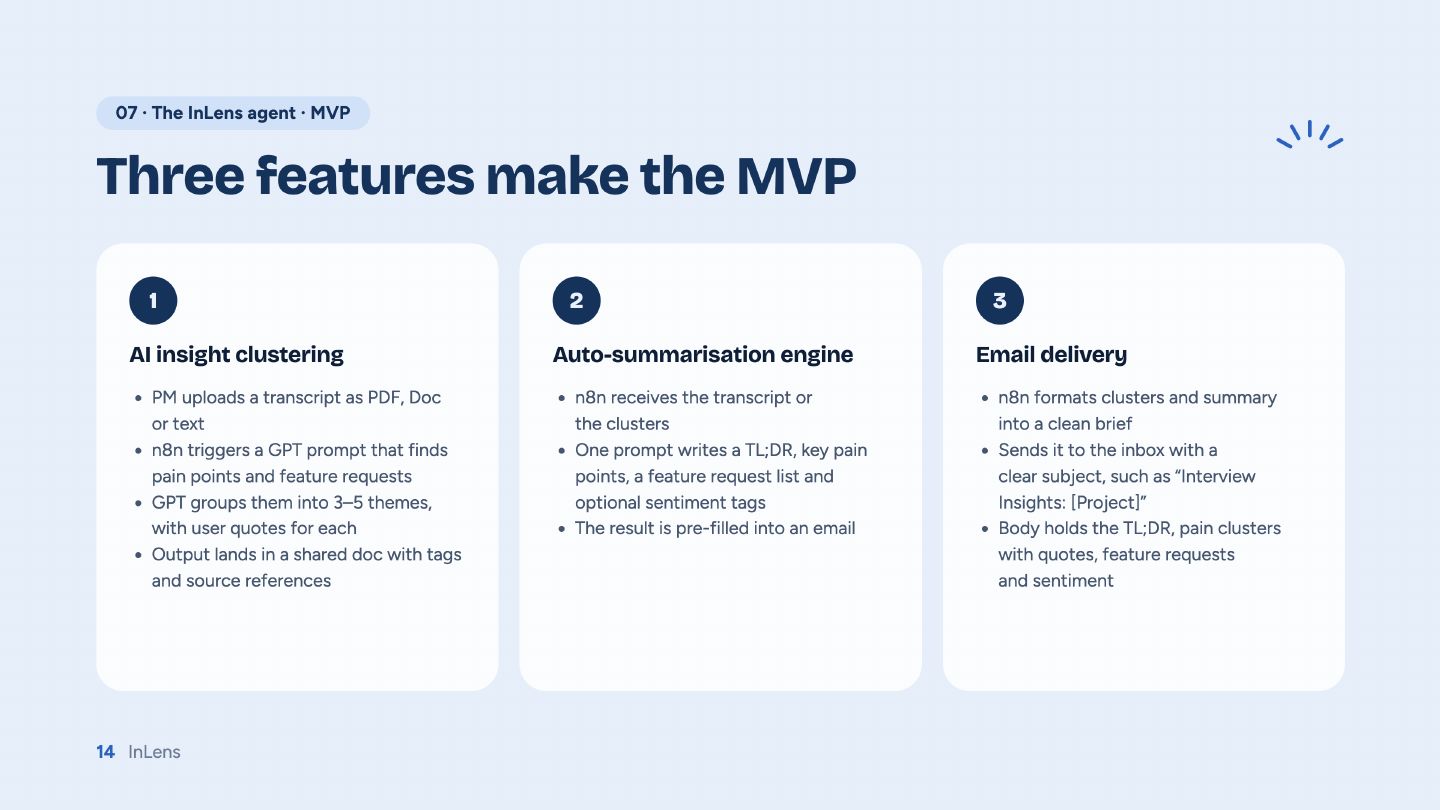 07 · The InLens agent · MVP
Three features make the MVP
1
AI insight clustering
• PM uploads a transcript as PDF, Doc
or text
• n8n triggers a GPT prompt that finds
pain points and feature requests
• GPT groups them into 3–5 themes,
with user quotes for each
• Output lands in a shared doc with tags
and source references
2
Auto-summarisation engine
• n8n receives the transcript or
the clusters
• One prompt writes a TL;DR, key pain
points, a feature request list and
optional sentiment tags
• The result is pre-filled into an email
3
Email delivery
• n8n formats clusters and summary
into a clean brief
• Sends it to the inbox with a
clear subject, such as “Interview
Insights: [Project]”
• Body holds the TL;DR, pain clusters
with quotes, feature requests
and sentiment
14 InLens